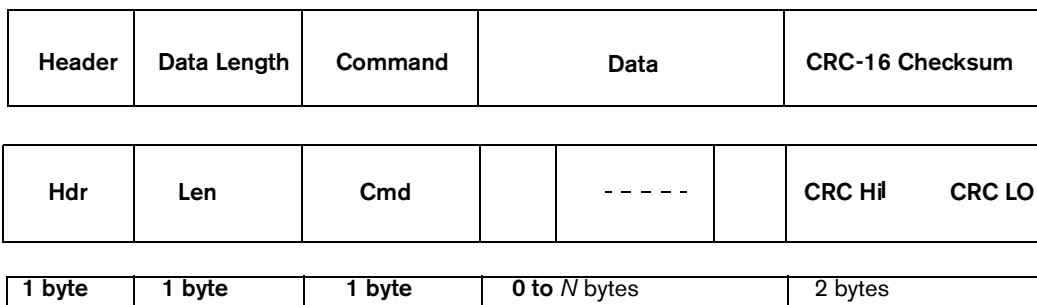 Header Data Length Command Data CRC-16 Checksum
Hdr Len Cmd - - - - - CRC Hi CRC LO
1 byte 1 byte 1 byte 0 to N bytes 2 bytes